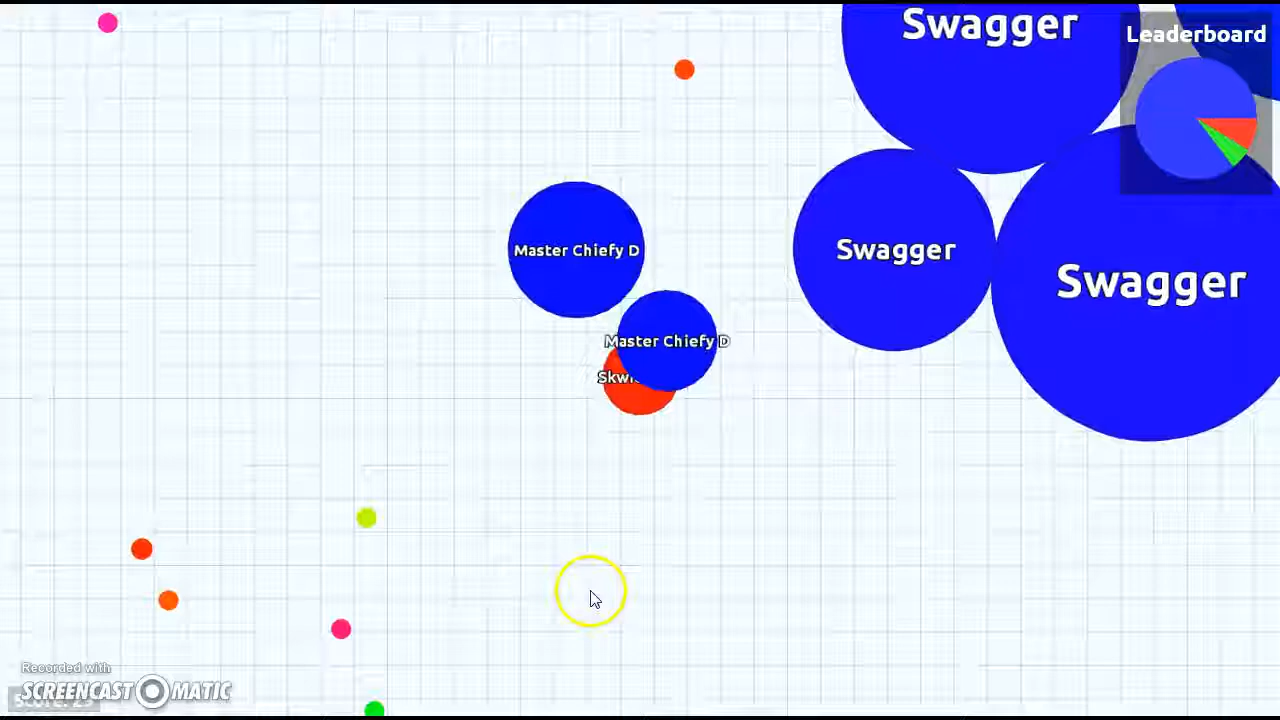 Swagger
Leaderboard
Master Chiefy D
Swagger
Swagger
Master Chiefy D
Recorded with
SCREENCAST MATIC